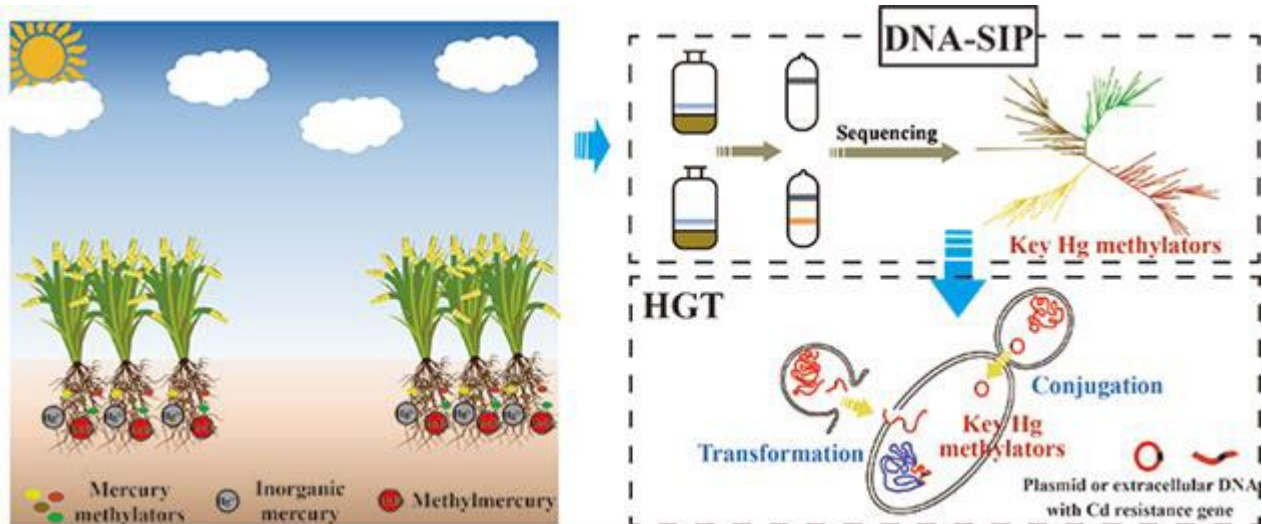 DNA-SIP
Sequencing
Key Hg methylators
HGT
Conjugation
Key Hg
methylators
Transformation
Plasmid or extracellular DNA
with Cd resistance gene
Mercury
methylators
Inorganic
mercury
Methylmercury